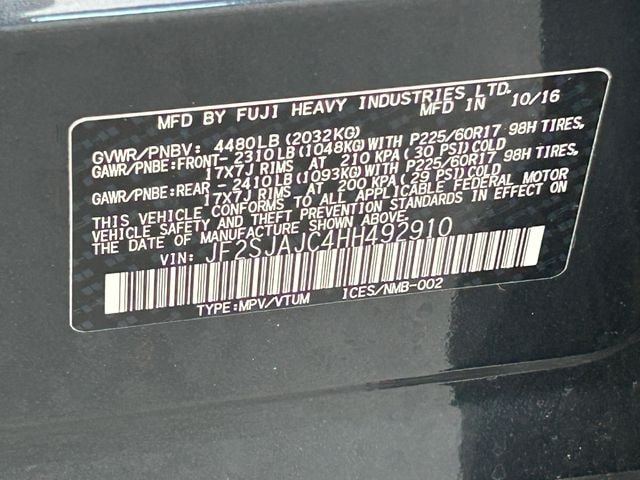 MFD BY FUJI HEAVY INDUSTRIES LTD.
MFD IN 10/16
GVWR/PNBV: 4480LB(2032KG)
GAWR/PNBE:FRONT-2310LB(1048KG)WITH P225/60R17 98H TIRES,
17X7J RIMS AT 210 KPA(30 PSI)COLD
GAWR/PNBE:REAR -2410LB(1093KG)WITH P225/60R17 98H TIRES,
17X7J RIMS AT 200 KPA(29 PSI)COLD
THIS VEHICLE CONFORMS TO ALL APPLICABLE FEDERAL MOTOR
VEHICLE SAFETY AND THEFT PREVENTION STANDARDS IN EFFECT ON
THE DATE OF MANUFACTURE SHOWN ABOVE.
VIN: JF2SJAJC4HH492910
TYPE:MPV/VTUM ICES/NMB-002